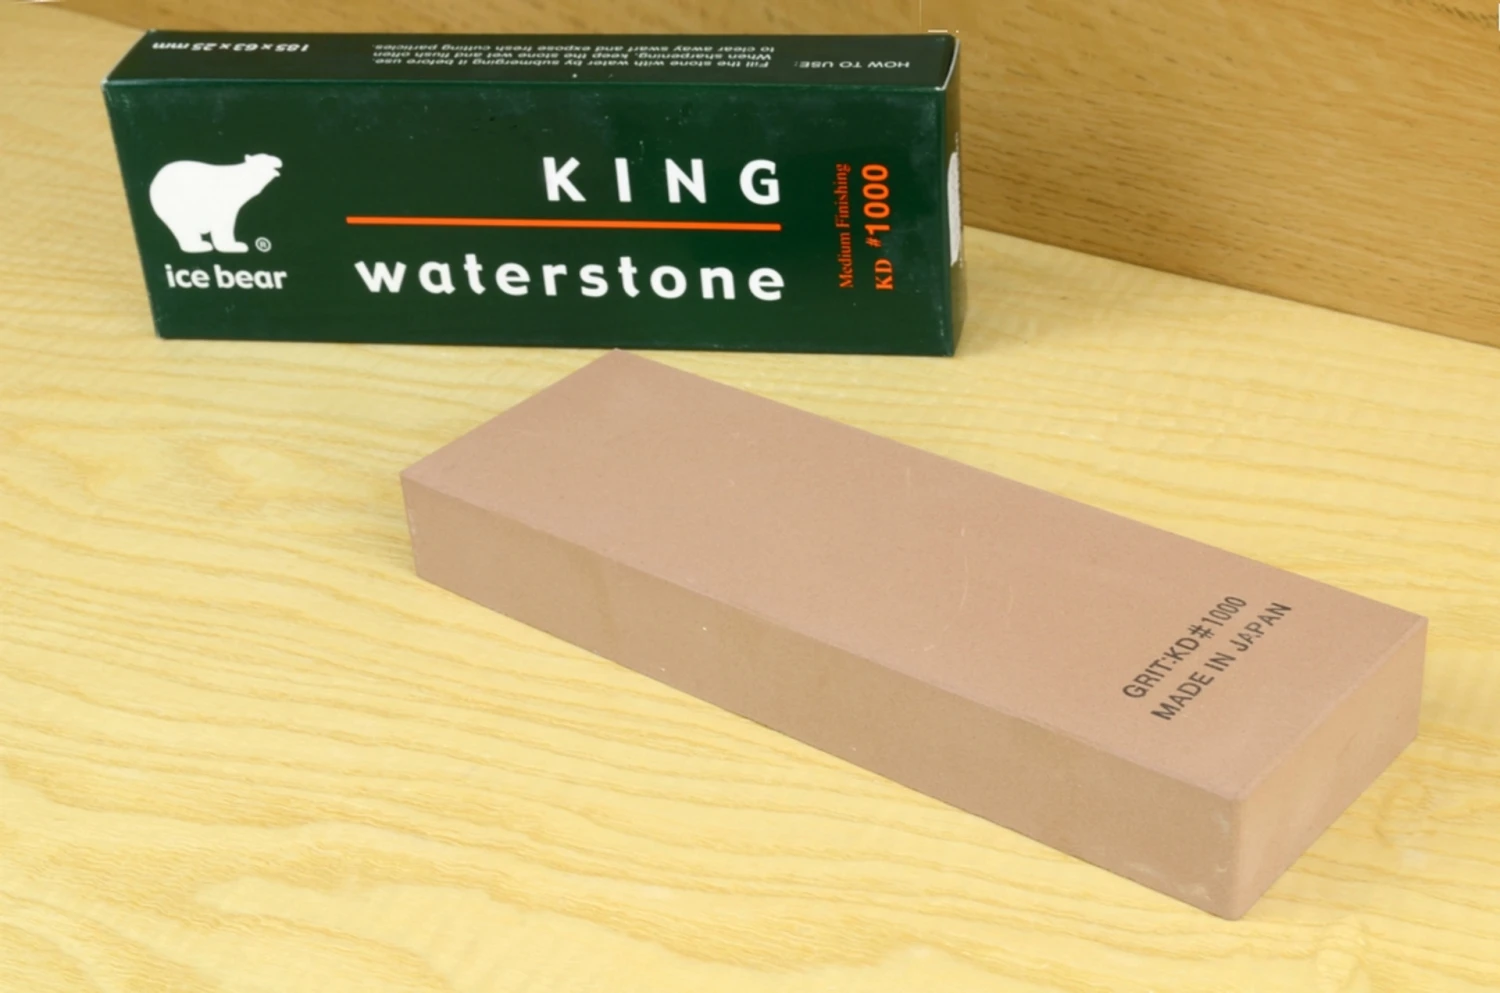 HOW TO USE:
Fill the stone with water by submerging it before use.
When sharpening, keep the stone wet and flush often
to clear away swarf and expose fresh cutting particles.
185 x 63 x 25 mm
KING
waterstone
ice bear
®
Medium Finishing
KD #1000
GRIT:KD#1000
MADE IN JAPAN